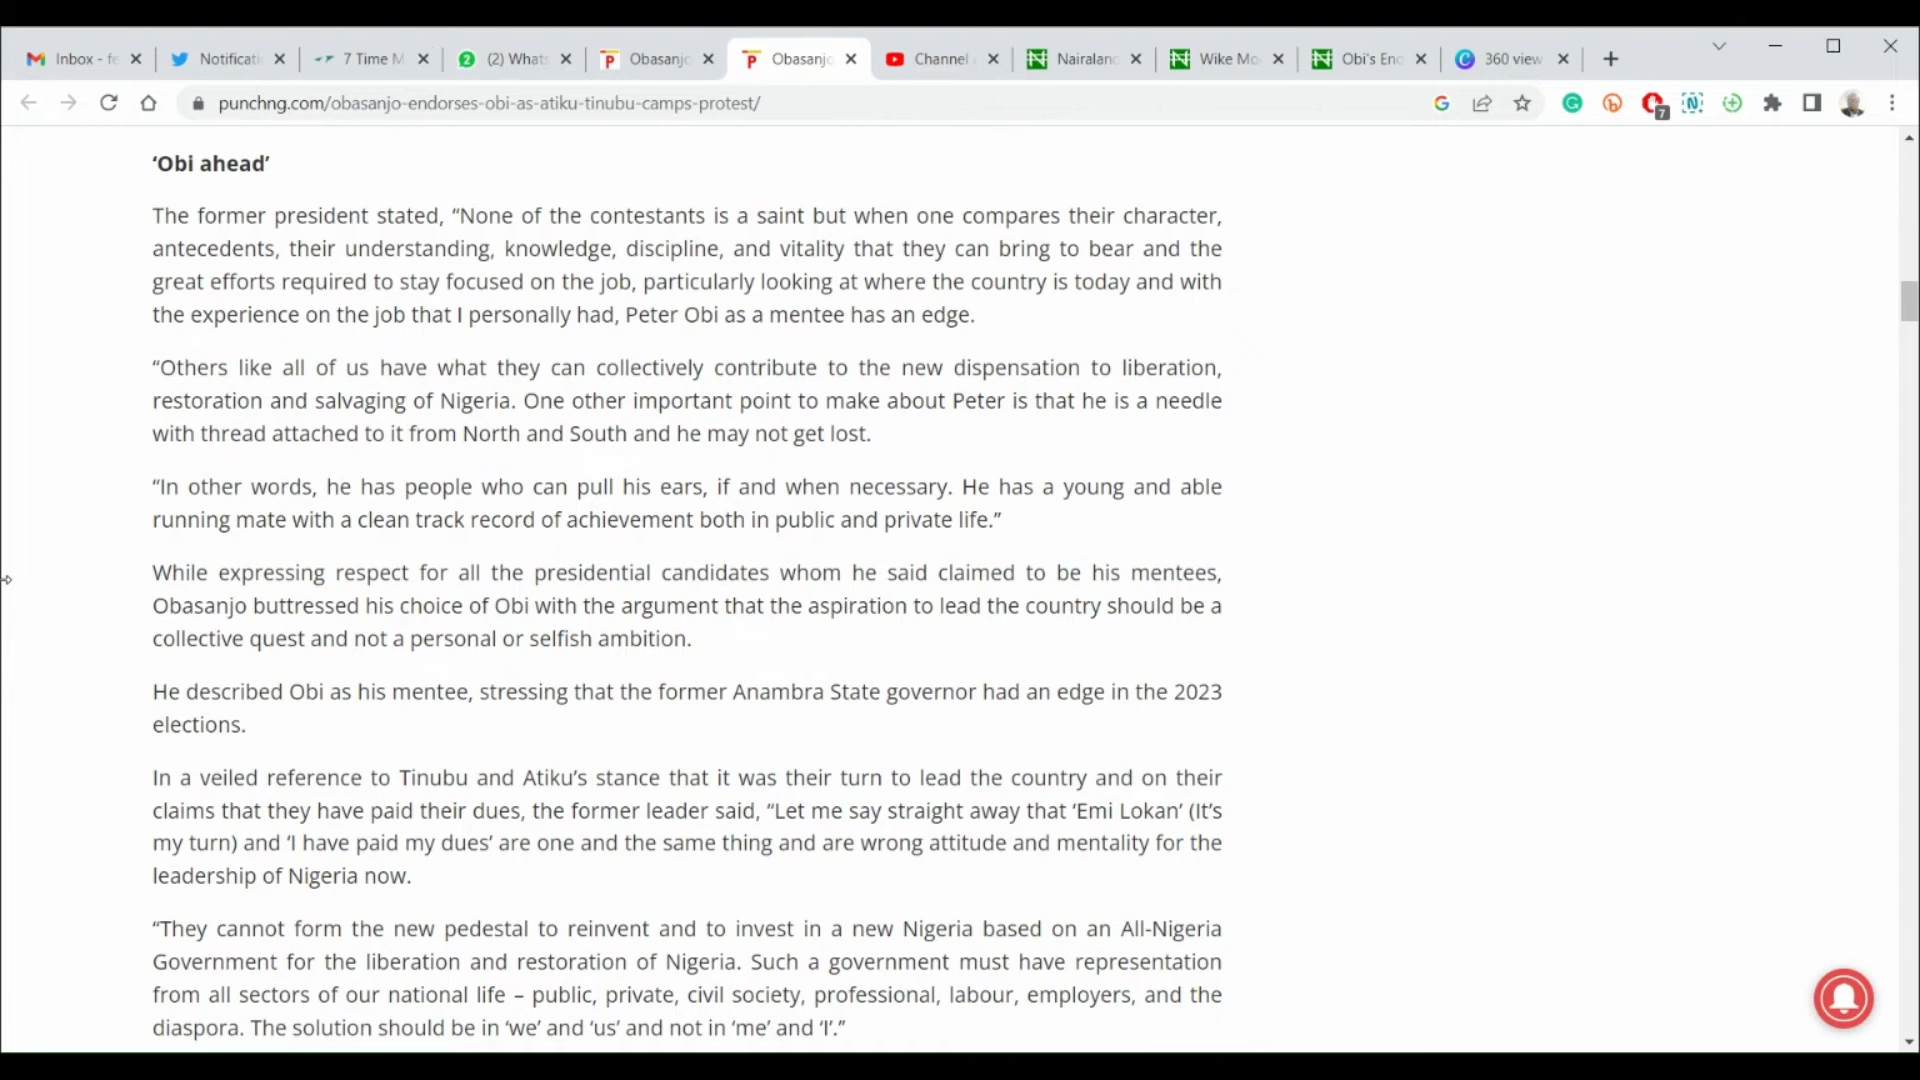 Inbox - fe
Notificati
7 Time M
(2) Whats
Obasanjo
Obasanjo
Channel
Nairaland
Wike Mo
Obi's End
360 view
punchng.com/obasanjo-endorses-obi-as-atiku-tinubu-camps-protest/
7
‘Obi ahead’
The former president stated, “None of the contestants is a saint but when one compares their character,
antecedents, their understanding, knowledge, discipline, and vitality that they can bring to bear and the
great efforts required to stay focused on the job, particularly looking at where the country is today and with
the experience on the job that I personally had, Peter Obi as a mentee has an edge.
“Others like all of us have what they can collectively contribute to the new dispensation to liberation,
restoration and salvaging of Nigeria. One other important point to make about Peter is that he is a needle
with thread attached to it from North and South and he may not get lost.
“In other words, he has people who can pull his ears, if and when necessary. He has a young and able
running mate with a clean track record of achievement both in public and private life.”
While expressing respect for all the presidential candidates whom he said claimed to be his mentees,
Obasanjo buttressed his choice of Obi with the argument that the aspiration to lead the country should be a
collective quest and not a personal or selfish ambition.
He described Obi as his mentee, stressing that the former Anambra State governor had an edge in the 2023
elections.
In a veiled reference to Tinubu and Atiku’s stance that it was their turn to lead the country and on their
claims that they have paid their dues, the former leader said, “Let me say straight away that ‘Emi Lokan’ (It’s
my turn) and ‘I have paid my dues’ are one and the same thing and are wrong attitude and mentality for the
leadership of Nigeria now.
“They cannot form the new pedestal to reinvent and to invest in a new Nigeria based on an All-Nigeria
Government for the liberation and restoration of Nigeria. Such a government must have representation
from all sectors of our national life – public, private, civil society, professional, labour, employers, and the
diaspora. The solution should be in ‘we’ and ‘us’ and not in ‘me’ and ‘I’.”